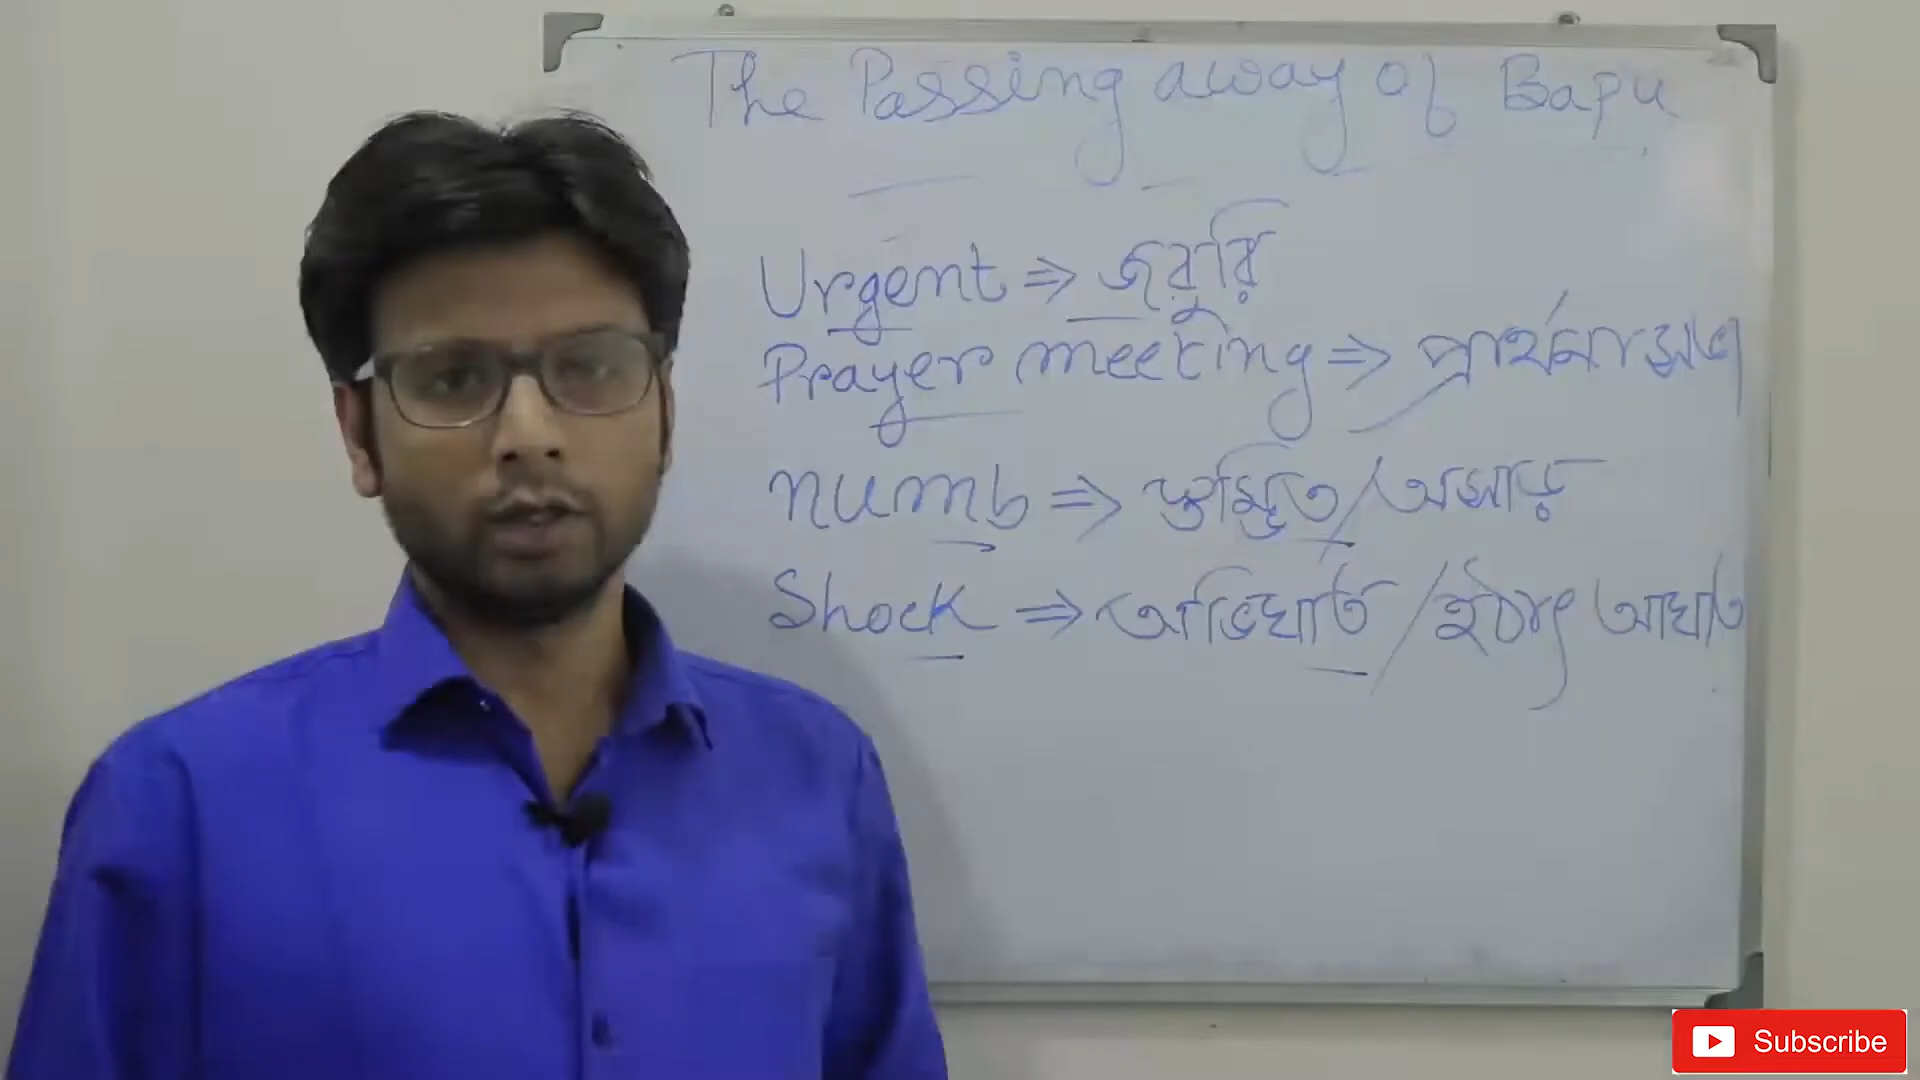 The Passing away of Bapu
Urgent ⇒ জরুরি
Prayer meeting ⇒ প্রার্থনাসভা
numb ⇒ স্তম্ভিত/অসাড়
Shock ⇒ অভিঘাত/হঠাৎ আঘাত
Subscribe